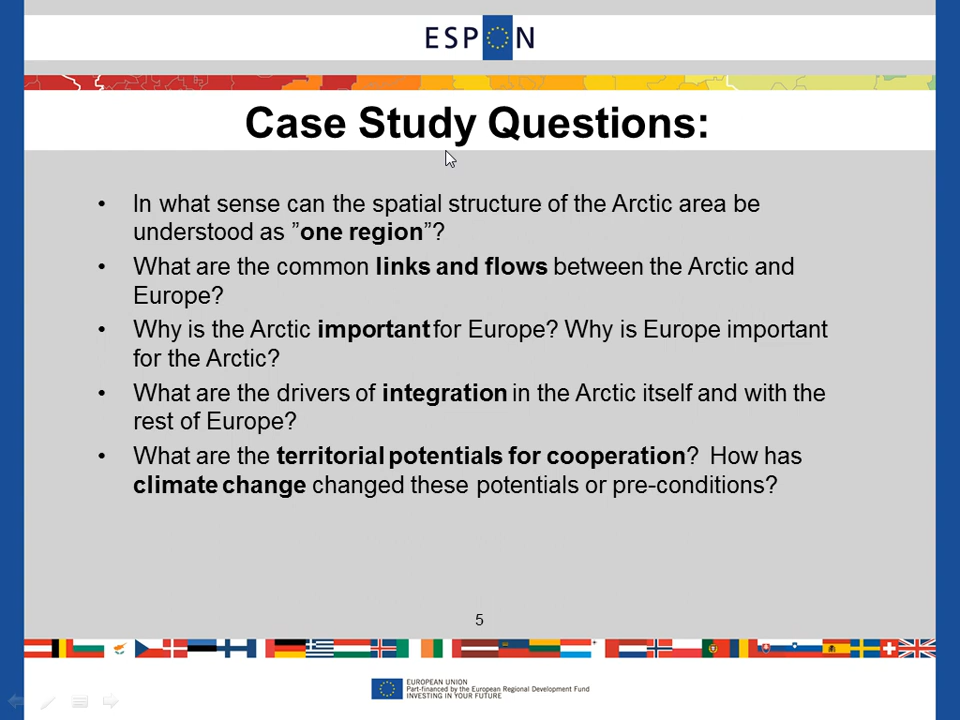 ESPON
Case Study Questions:
• In what sense can the spatial structure of the Arctic area be
understood as ”one region”?
• What are the common links and flows between the Arctic and
Europe?
• Why is the Arctic important for Europe? Why is Europe important
for the Arctic?
• What are the drivers of integration in the Arctic itself and with the
rest of Europe?
• What are the territorial potentials for cooperation? How has
climate change changed these potentials or pre-conditions?
5
EUROPEAN UNION
Part-financed by the European Regional Development Fund
INVESTING IN YOUR FUTURE